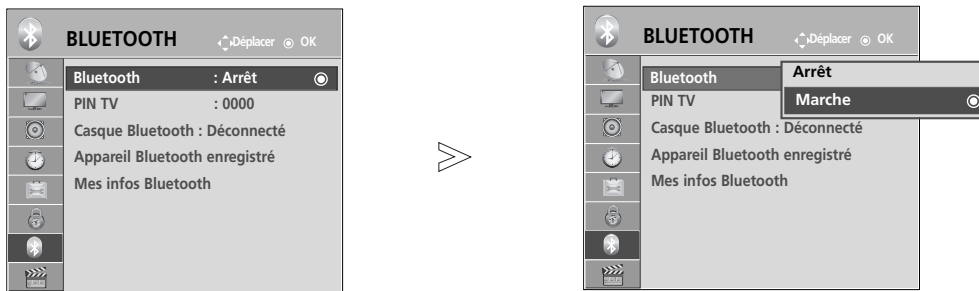 BLUETOOTH Déplacer OK
Bluetooth : Arrêt
PIN TV : 0000
Casque Bluetooth : Déconnecté
Appareil Bluetooth enregistré
Mes infos Bluetooth
BLUETOOTH Déplacer OK
Bluetooth
Arrêt
Marche
PIN TV
Casque Bluetooth : Déconnecté
Appareil Bluetooth enregistré
Mes infos Bluetooth